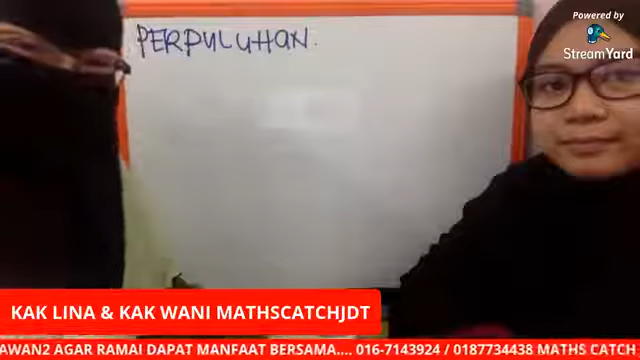 Powered by
StreamYard
PERPULUHAN.
KAK LINA & KAK WANI MATHSCATCHJDT
AWAN2 AGAR RAMAI DAPAT MANFAAT BERSAMA.... 016-7143924 / 0187734438 MATHS CATCH